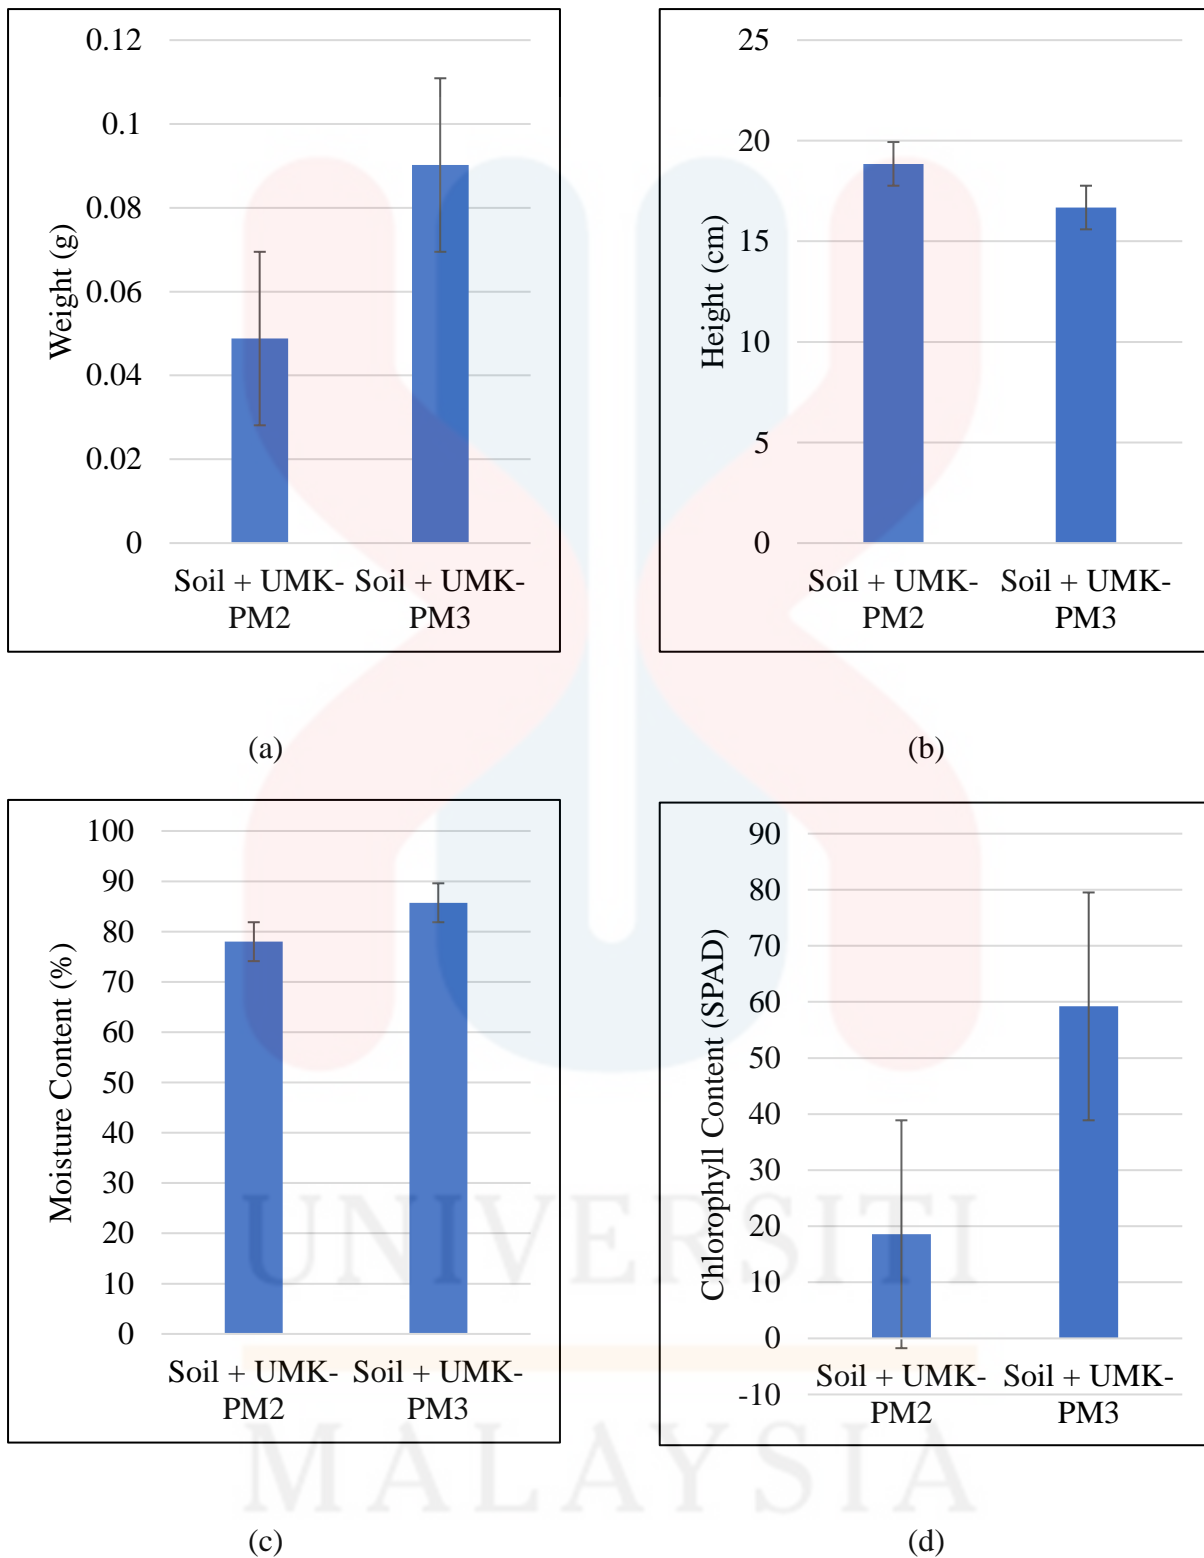 0.12
0.1
0.08
0.06
0.04
0.02
0
Weight (g)
Soil + UMK-
PM2
Soil + UMK-
PM3
(a)
25
20
15
10
5
0
Height (cm)
Soil + UMK-
PM2
Soil + UMK-
PM3
(b)
100
90
80
70
60
50
40
30
20
10
0
Moisture Content (%)
Soil + UMK-
PM2
Soil + UMK-
PM3
(c)
90
80
70
60
50
40
30
20
10
0
-10
Chlorophyll Content (SPAD)
Soil + UMK-
PM2
Soil + UMK-
PM3
(d)
UNIVERSITI
MALAYSIA